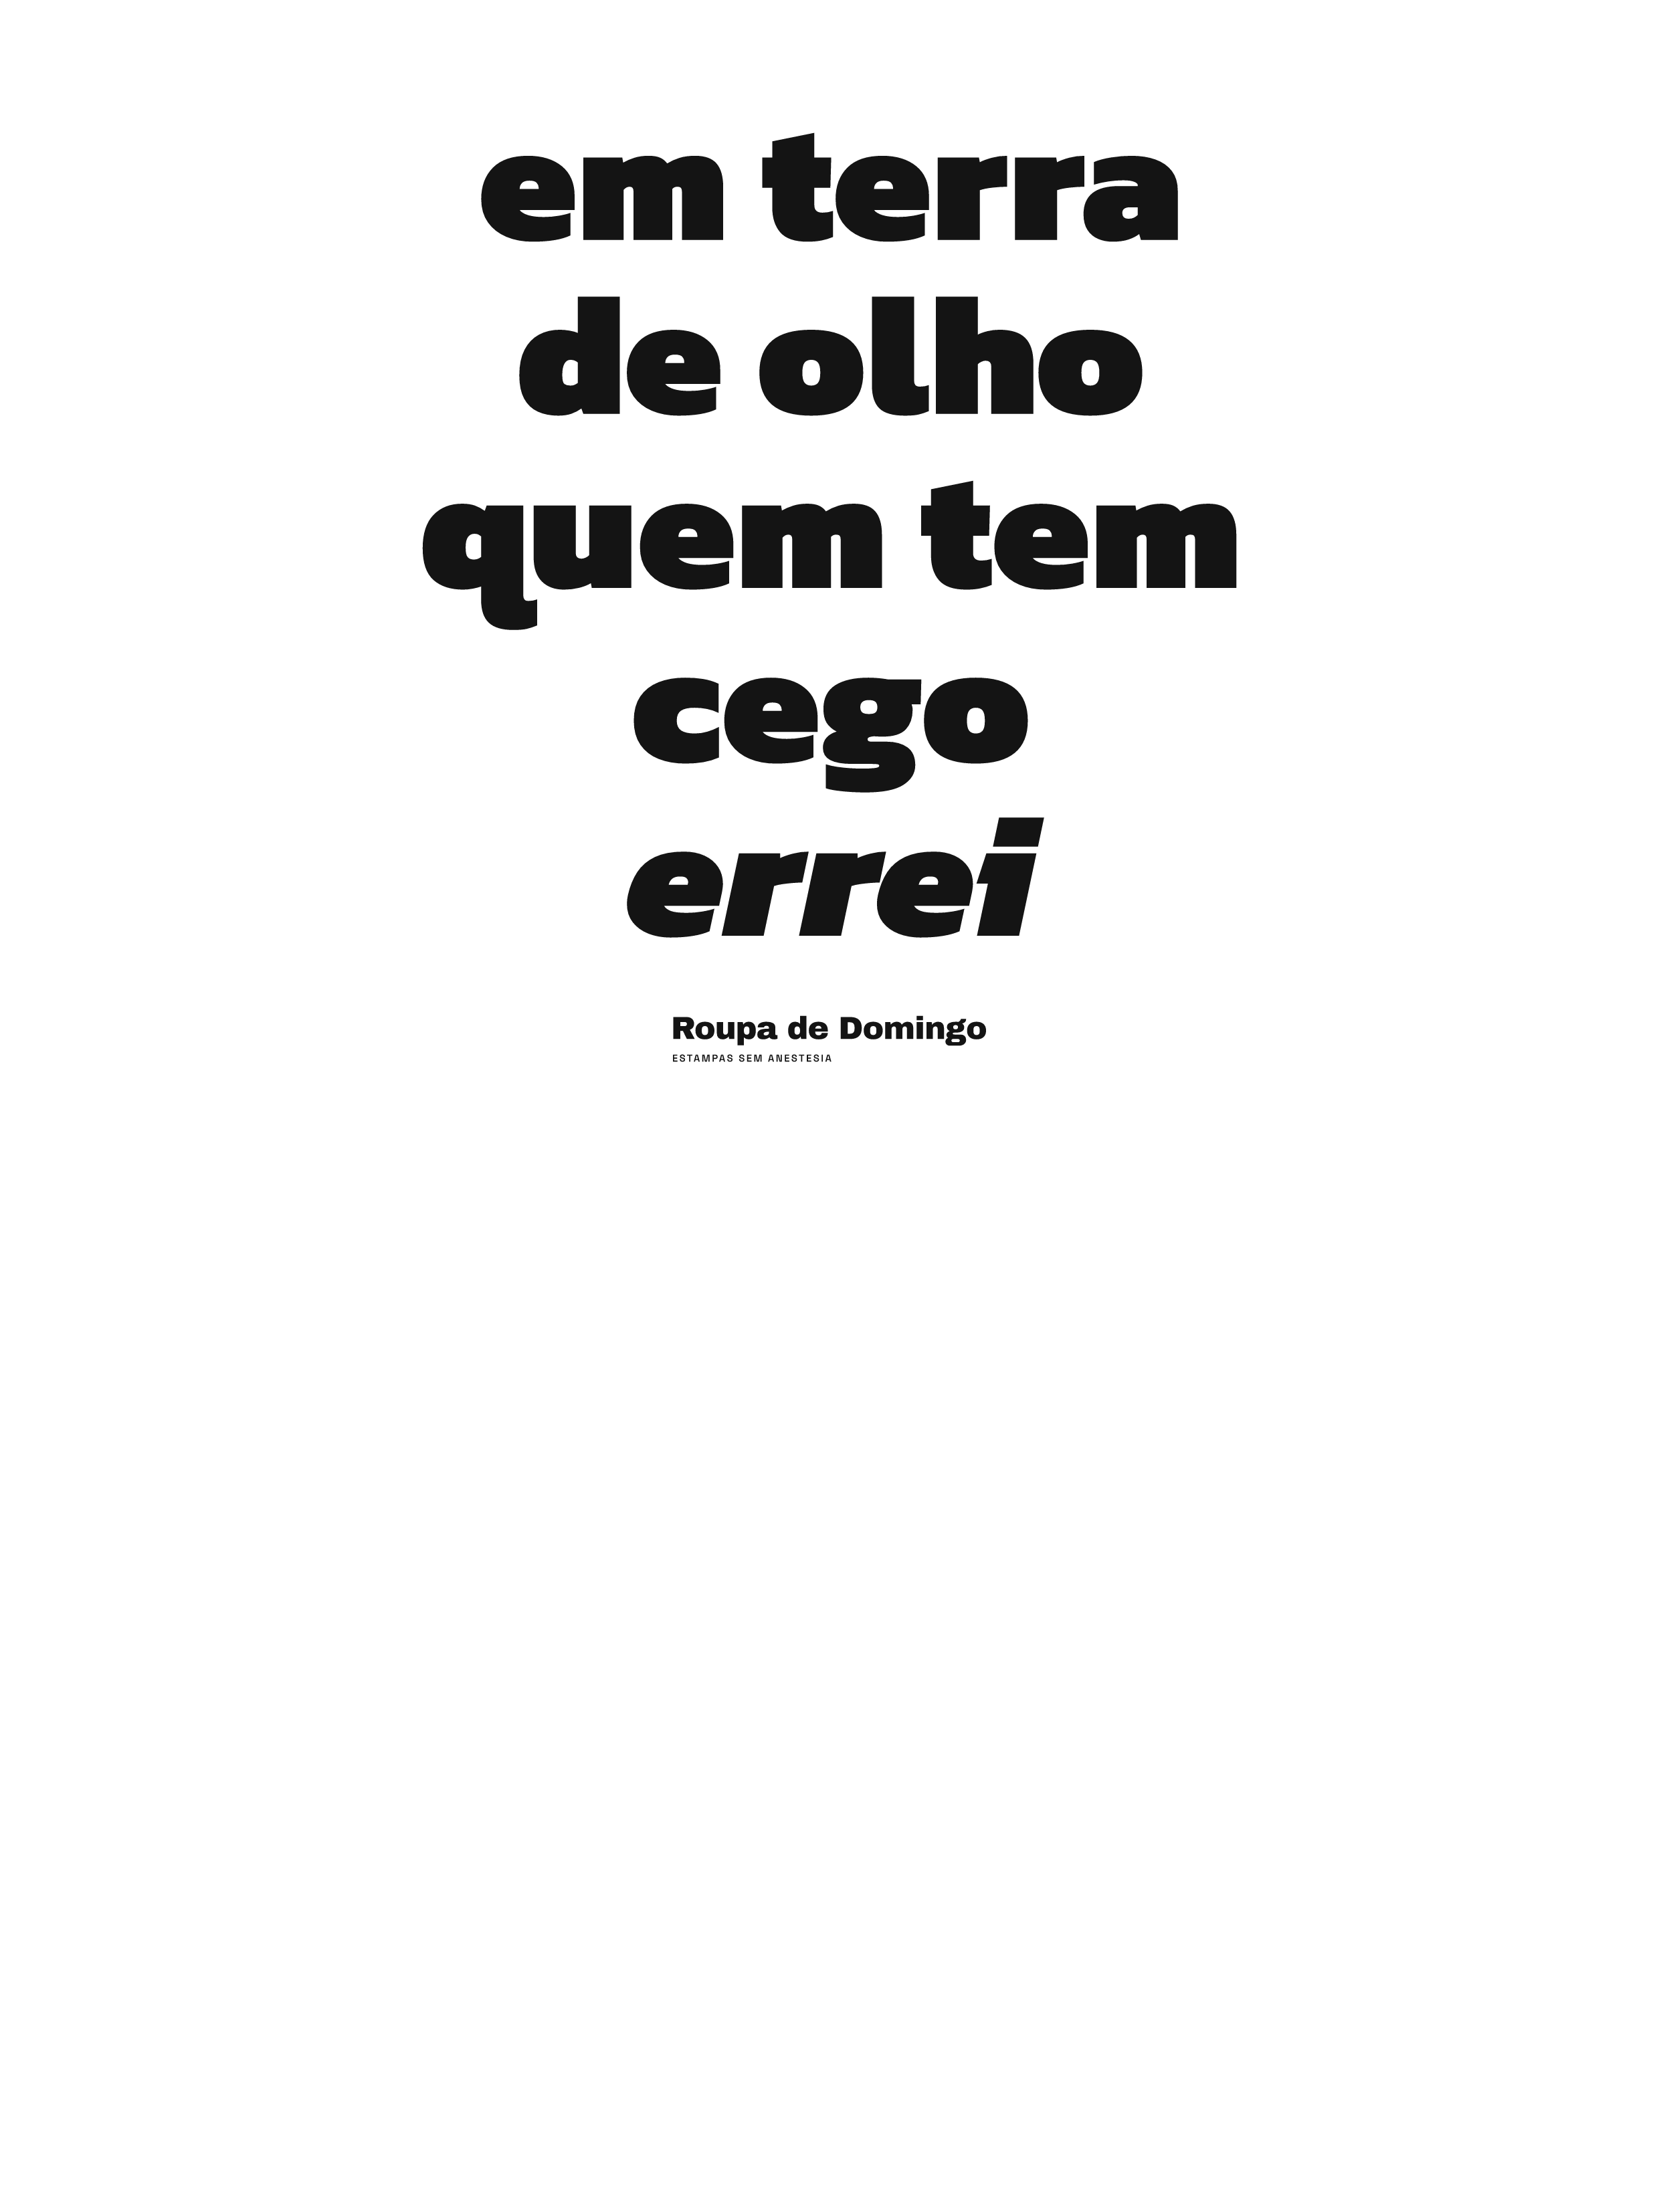 em terra
de olho
quem tem
cego
errei
Roupa de Domingo
ESTAMPAS SEM ANESTESIA